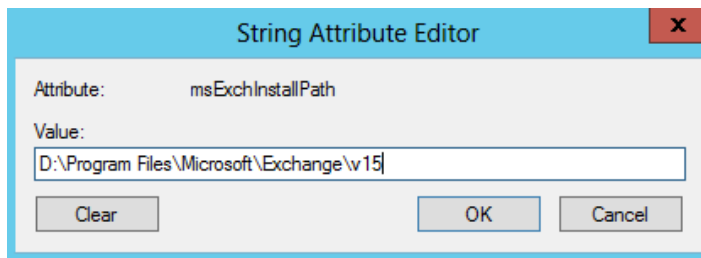 String Attribute Editor
x
Attribute: msExchInstallPath
Value:
D:\Program Files\Microsoft\Exchange\v15
Clear OK Cancel